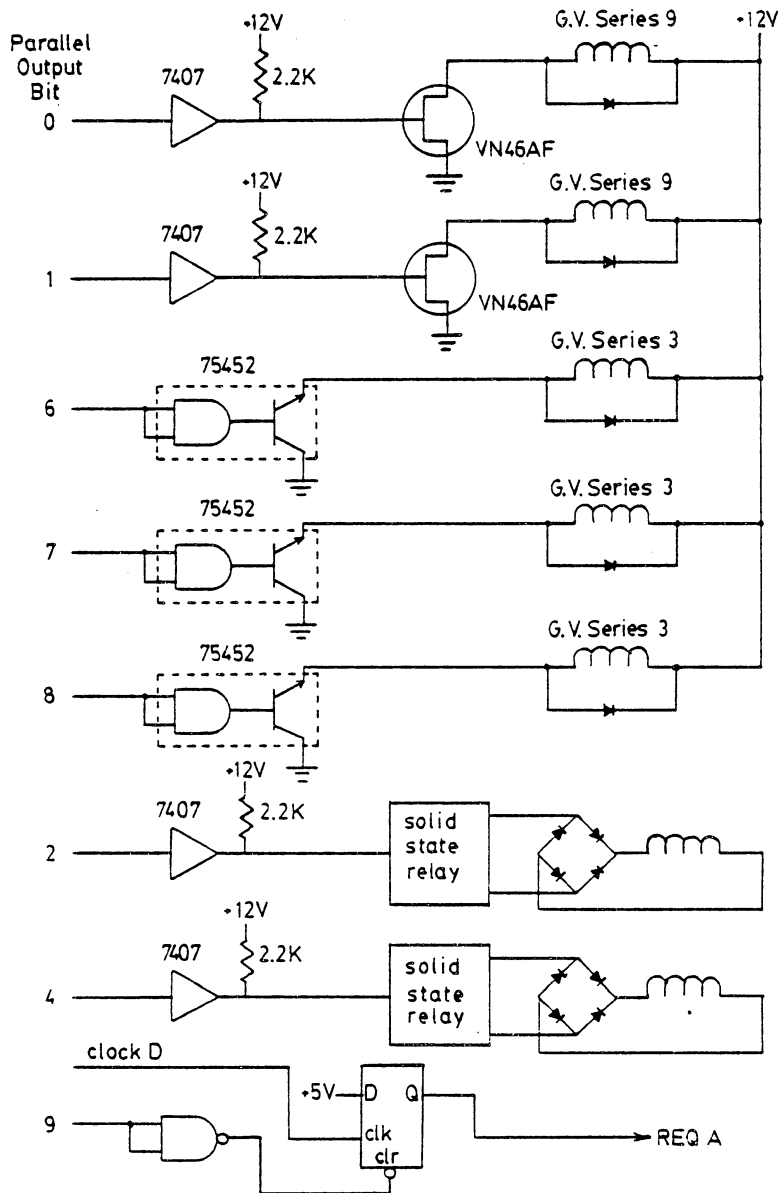 Parallel
Output
Bit
+12V
G.V. Series 9
+12V
7407
2.2K
0
VN46AF
+12V
G.V. Series 9
7407
2.2K
1
VN46AF
G.V. Series 3
75452
6
G.V. Series 3
75452
7
G.V. Series 3
75452
8
+12V
7407
2.2K
solid
state
relay
2
+12V
7407
2.2K
solid
state
relay
4
clock D
+5V
D
Q
9
clk
REQ A
clr